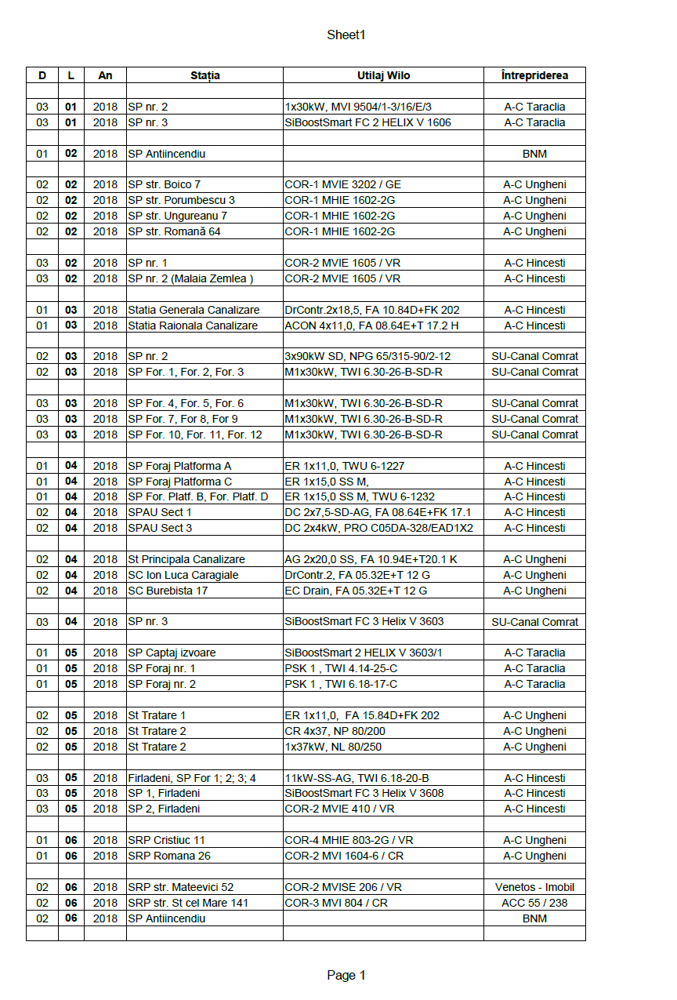 Sheet1
D L An Stația Utilaj Wilo Întrepriderea
03 01 2018 SP nr. 2 1x30kW, MVI 9504/1-3/16/E/3 A-C Taraclia
03 01 2018 SP nr. 3 SiBoostSmart FC 2 HELIX V 1606 A-C Taraclia
01 02 2018 SP Antiincendiu BNM
02 02 2018 SP str. Boico 7 COR-1 MVIE 3202 / GE A-C Ungheni
02 02 2018 SP str. Porumbescu 3 COR-1 MHIE 1602-2G A-C Ungheni
02 02 2018 SP str. Ungureanu 7 COR-1 MHIE 1602-2G A-C Ungheni
02 02 2018 SP str. Romană 64 COR-1 MHIE 1602-2G A-C Ungheni
03 02 2018 SP nr. 1 COR-2 MVIE 1605 / VR A-C Hincesti
03 02 2018 SP nr. 2 (Malaia Zemlea ) COR-2 MVIE 1605 / VR A-C Hincesti
01 03 2018 Statia Generala Canalizare DrContr.2x18,5, FA 10.84D+FK 202 A-C Hincesti
01 03 2018 Statia Raionala Canalizare ACON 4x11,0, FA 08.64E+T 17.2 H A-C Hincesti
02 03 2018 SP nr. 2 3x90kW SD, NPG 65/315-90/2-12 SU-Canal Comrat
02 03 2018 SP For. 1, For. 2, For. 3 M1x30kW, TWI 6.30-26-B-SD-R SU-Canal Comrat
03 03 2018 SP For. 4, For. 5, For. 6 M1x30kW, TWI 6.30-26-B-SD-R SU-Canal Comrat
03 03 2018 SP For. 7, For 8, For 9 M1x30kW, TWI 6.30-26-B-SD-R SU-Canal Comrat
03 03 2018 SP For. 10, For. 11, For. 12 M1x30kW, TWI 6.30-26-B-SD-R SU-Canal Comrat
01 04 2018 SP Foraj Platforma A ER 1x11,0, TWU 6-1227 A-C Hincesti
01 04 2018 SP Foraj Platforma C ER 1x15,0 SS M, A-C Hincesti
01 04 2018 SP For. Platf. B, For. Platf. D ER 1x15,0 SS M, TWU 6-1232 A-C Hincesti
02 04 2018 SPAU Sect 1 DC 2x7,5-SD-AG, FA 08.64E+FK 17.1 A-C Hincesti
02 04 2018 SPAU Sect 3 DC 2x4kW, PRO C05DA-328/EAD1X2 A-C Hincesti
02 04 2018 St Principala Canalizare AG 2x20,0 SS, FA 10.94E+T20.1 K A-C Ungheni
02 04 2018 SC Ion Luca Caragiale DrContr.2, FA 05.32E+T 12 G A-C Ungheni
02 04 2018 SC Burebista 17 EC Drain, FA 05.32E+T 12 G A-C Ungheni
03 04 2018 SP nr. 3 SiBoostSmart FC 3 Helix V 3603 SU-Canal Comrat
01 05 2018 SP Captaj izvoare SiBoostSmart 2 HELIX V 3603/1 A-C Taraclia
01 05 2018 SP Foraj nr. 1 PSK 1 , TWI 4.14-25-C A-C Taraclia
01 05 2018 SP Foraj nr. 2 PSK 1 , TWI 6.18-17-C A-C Taraclia
02 05 2018 St Tratare 1 ER 1x11,0, FA 15.84D+FK 202 A-C Ungheni
02 05 2018 St Tratare 2 CR 4x37, NP 80/200 A-C Ungheni
02 05 2018 St Tratare 2 1x37kW, NL 80/250 A-C Ungheni
03 05 2018 Firladeni, SP For 1; 2; 3; 4 11kW-SS-AG, TWI 6.18-20-B A-C Hincesti
03 05 2018 SP 1, Firladeni SiBoostSmart FC 3 Helix V 3608 A-C Hincesti
03 05 2018 SP 2, Firladeni COR-2 MVIE 410 / VR A-C Hincesti
01 06 2018 SRP Cristiuc 11 COR-4 MHIE 803-2G / VR A-C Ungheni
01 06 2018 SRP Romana 26 COR-2 MVI 1604-6 / CR A-C Ungheni
02 06 2018 SRP str. Mateevici 52 COR-2 MVISE 206 / VR Venetos - Imobil
02 06 2018 SRP str. St cel Mare 141 COR-3 MVI 804 / CR ACC 55 / 238
02 06 2018 SP Antiincendiu BNM
Page 1